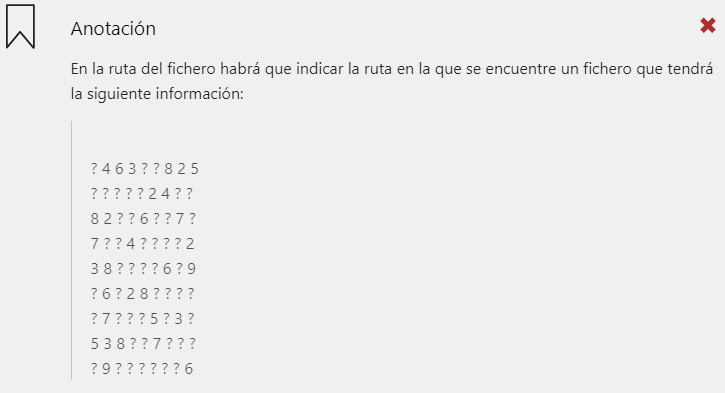 Anotación
En la ruta del fichero habrá que indicar la ruta en la que se encuentre un fichero que tendrá
la siguiente información:
? 4 6 3 ? ? 8 2 5
? ? ? ? ? 2 4 ? ?
8 2 ? ? 6 ? ? 7 ?
7 ? ? 4 ? ? ? ? 2
3 8 ? ? ? ? 6 ? 9
? 6 ? 2 8 ? ? ? ?
? 7 ? ? ? 5 ? 3 ?
5 3 8 ? ? 7 ? ? ?
? 9 ? ? ? ? ? ? 6